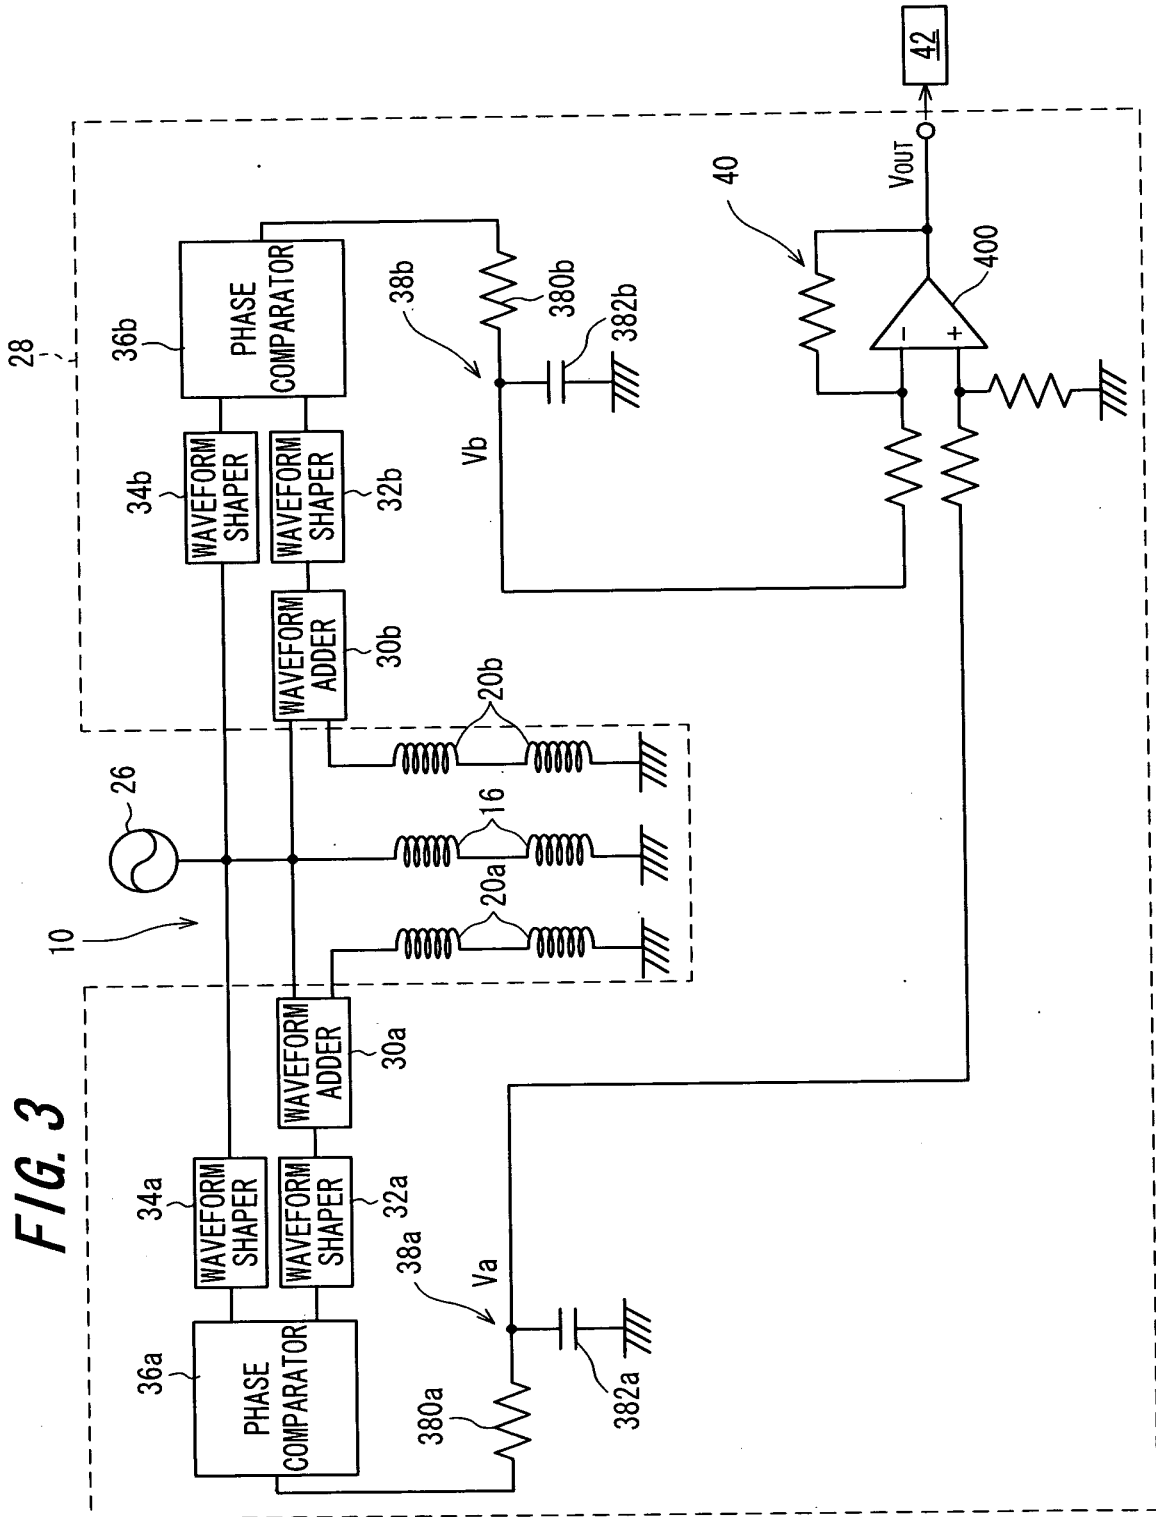 FIG. 3
10
26
28
36a
PHASE
COMPARATOR
34a
WAVEFORM
SHAPER
WAVEFORM
SHAPER
32a
WAVEFORM
ADDER
30a
34b
WAVEFORM
SHAPER
WAVEFORM
SHAPER
32b
WAVEFORM
ADDER
30b
36b
PHASE
COMPARATOR
20a
16
20b
380a
382a
38a
Va
Vb
38b
380b
382b
40
-
+
400
VOUT
42